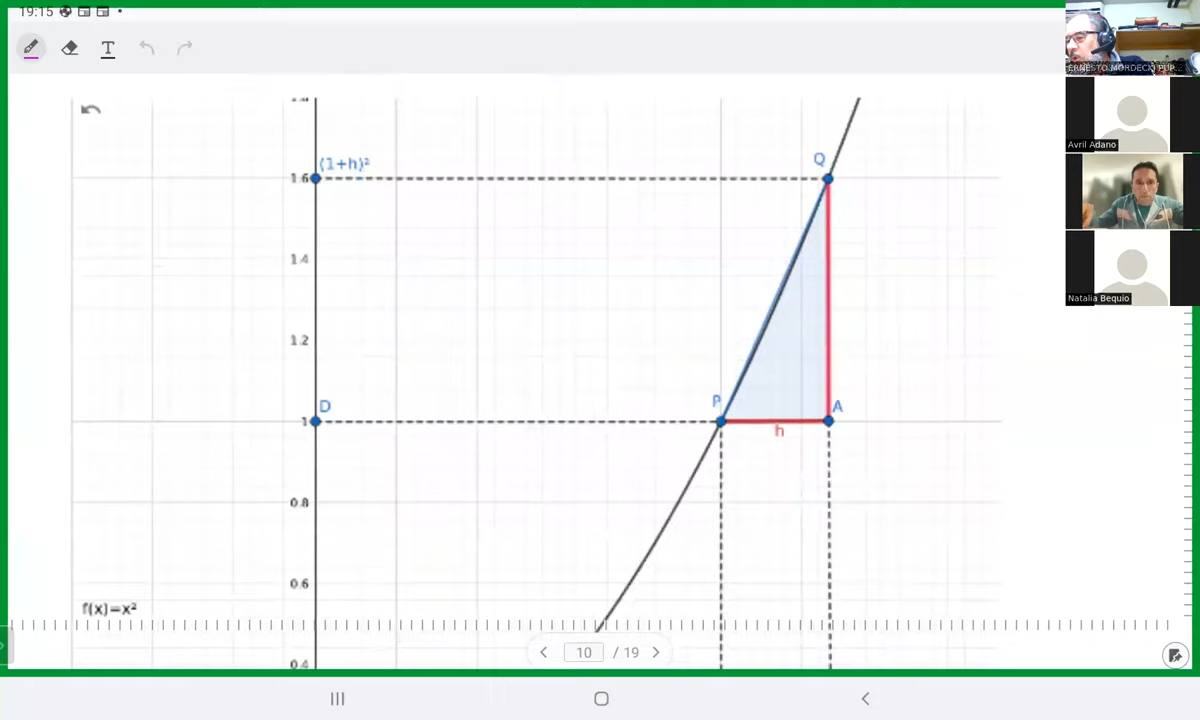 19:15
T
(1+h)²
Q
1.6
1.4
1.2
D
P
A
1
h
0.8
0.6
f(x)=x²
0.4
10 / 19
ERNESTO MORDECKI PUP...
Avril Adano
Natalia Bequio